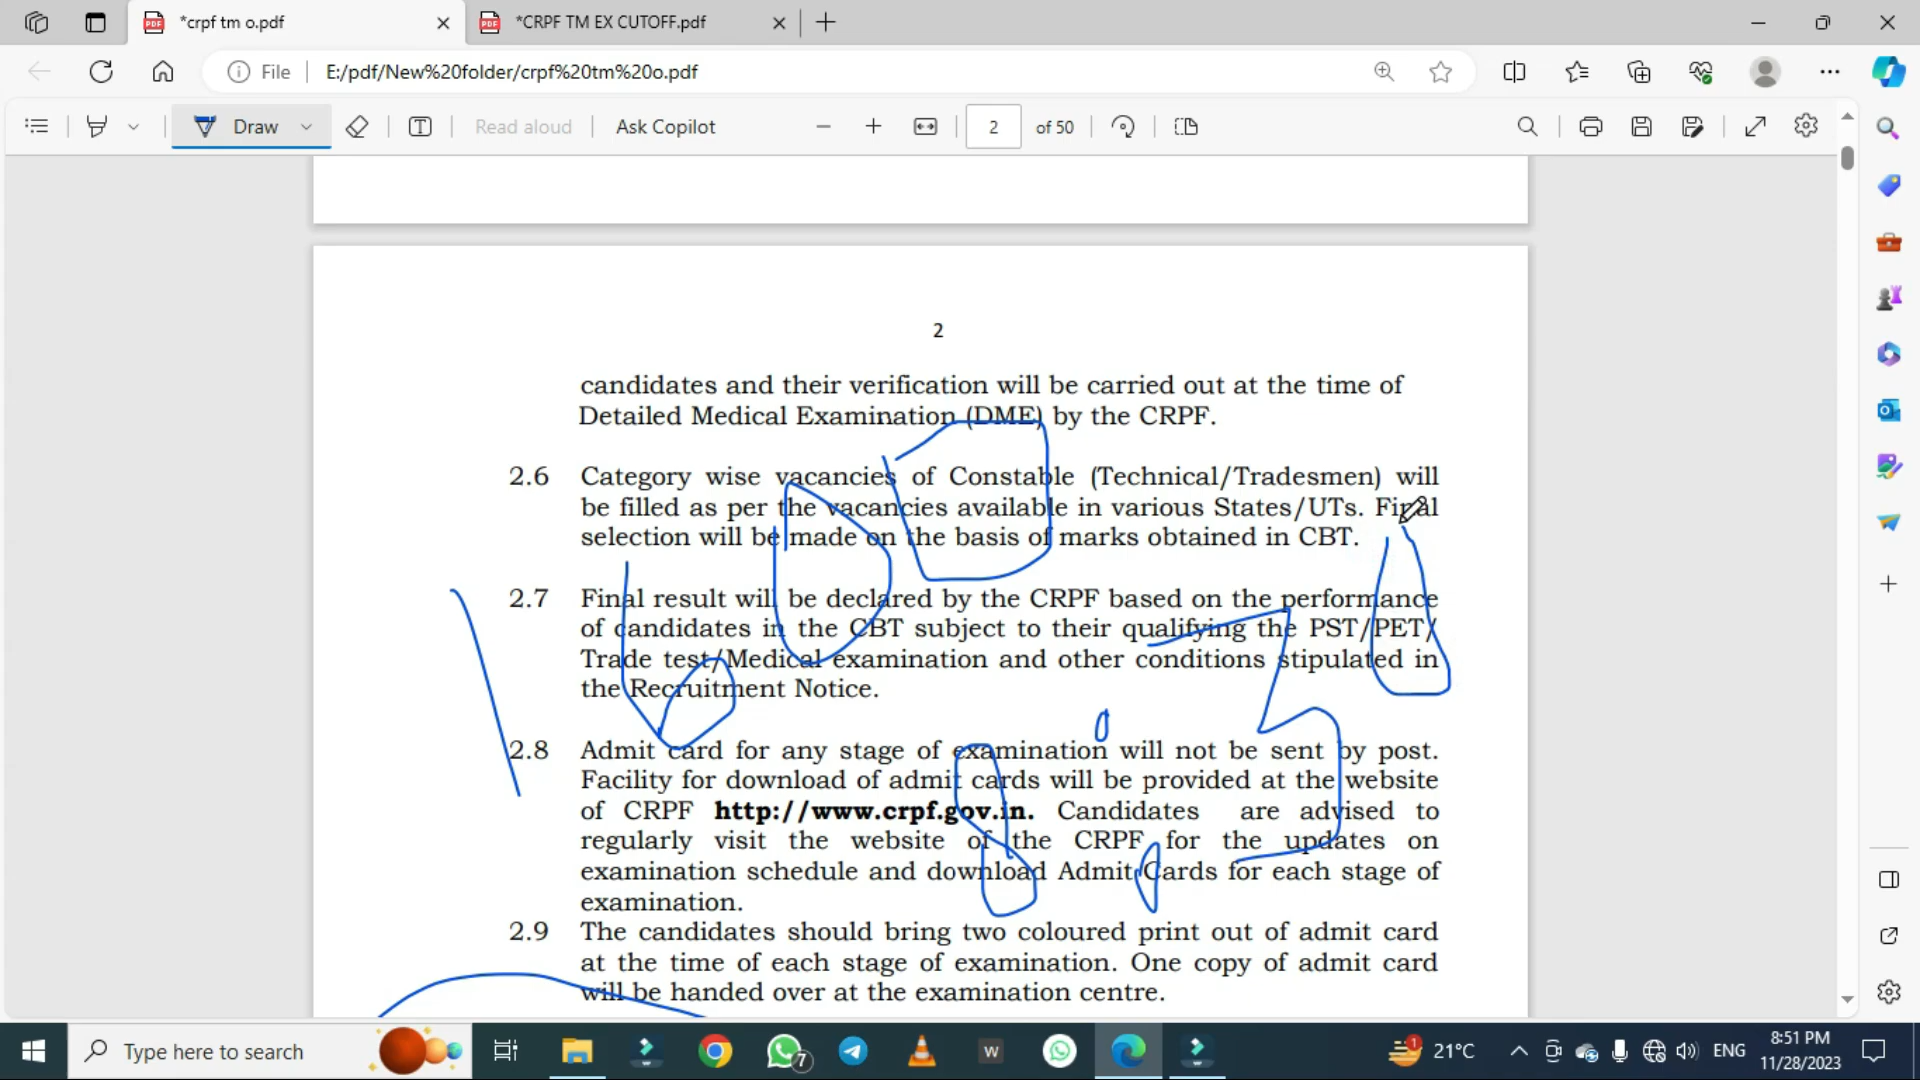 *crpf tm o.pdf
*CRPF TM EX CUTOFF.pdf
File
E:/pdf/New%20folder/crpf%20tm%20o.pdf
Draw
Read aloud
Ask Copilot
2
of 50
2
candidates and their verification will be carried out at the time of
Detailed Medical Examination (DME) by the CRPF.
2.6 Category wise vacancies of Constable (Technical/Tradesmen) will
be filled as per the vacancies available in various States/UTs. Final
selection will be made on the basis of marks obtained in CBT.
2.7 Final result will be declared by the CRPF based on the performance
of candidates in the CBT subject to their qualifying the PST/PET/
Trade test/Medical examination and other conditions stipulated in
the Recruitment Notice.
2.8 Admit card for any stage of examination will not be sent by post.
Facility for download of admit cards will be provided at the website
of CRPF http://www.crpf.gov.in. Candidates are advised to
regularly visit the website of the CRPF for the updates on
examination schedule and download Admit Cards for each stage of
examination.
2.9 The candidates should bring two coloured print out of admit card
at the time of each stage of examination. One copy of admit card
will be handed over at the examination centre.
Type here to search
7
W
1
21°C
ENG
8:51 PM
11/28/2023